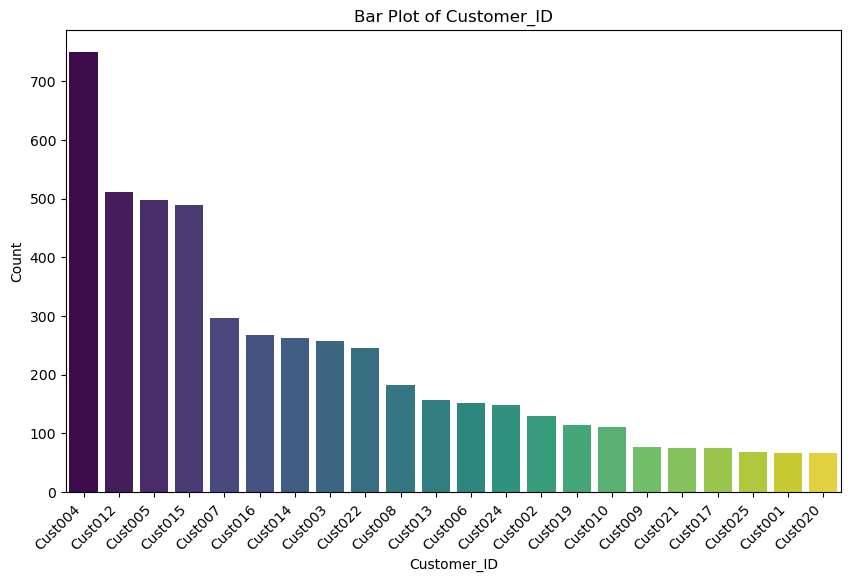 Bar Plot of Customer_ID
700
600
500
400
300
200
100
0
Count
Cust004
Cust012
Cust005
Cust015
Cust007
Cust016
Cust014
Cust003
Cust022
Cust008
Cust013
Cust006
Cust024
Cust002
Cust019
Cust010
Cust009
Cust021
Cust017
Cust025
Cust001
Cust020
Customer_ID